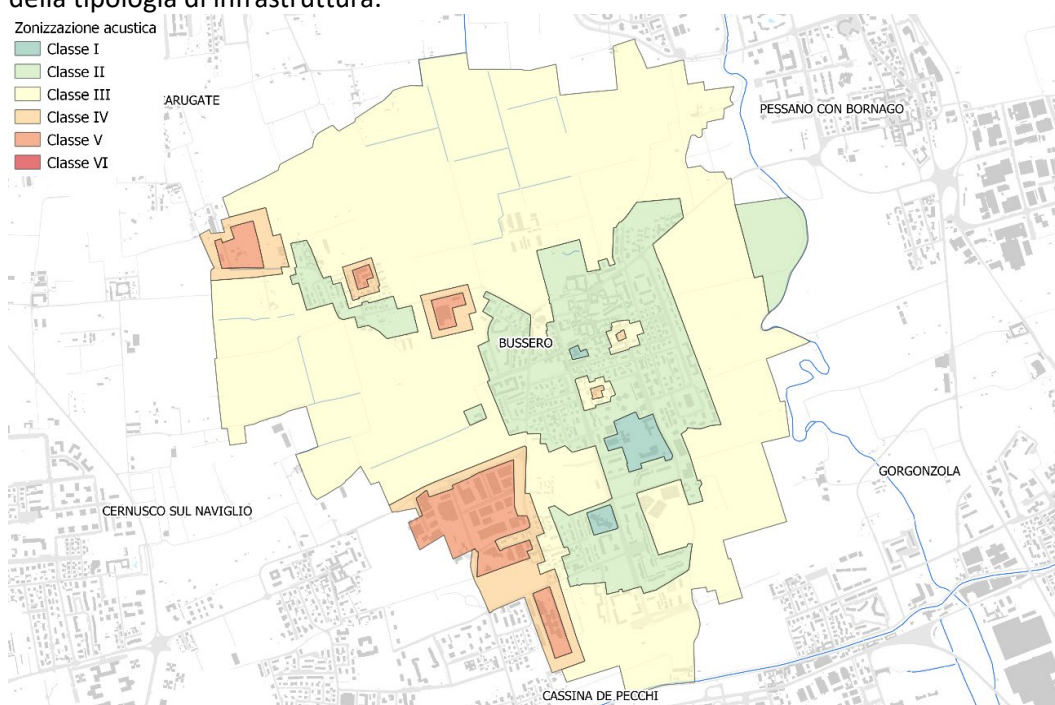 della tipologia di infrastruttura.
Zonizzazione acustica
Classe I
Classe II
Classe III
Classe IV
Classe V
Classe VI
ARUGATE
PESSANO CON BORNAGO
BUSSERO
GORGONZOLA
CERNUSCO SUL NAVIGLIO
CASSINA DE PECCHI